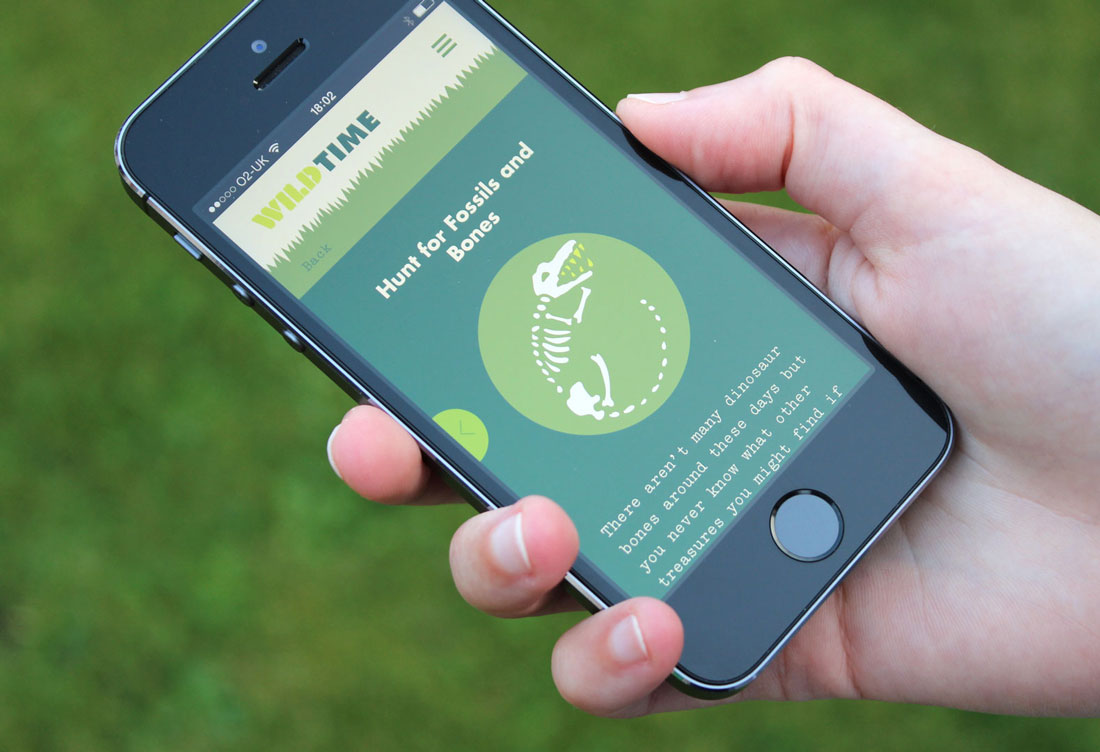 O2-UK 18:02
WILDTIME
Back
Hunt for Fossils and
Bones
There aren't many dinosaur
bones around these days but
you never know what other
treasures you might find if